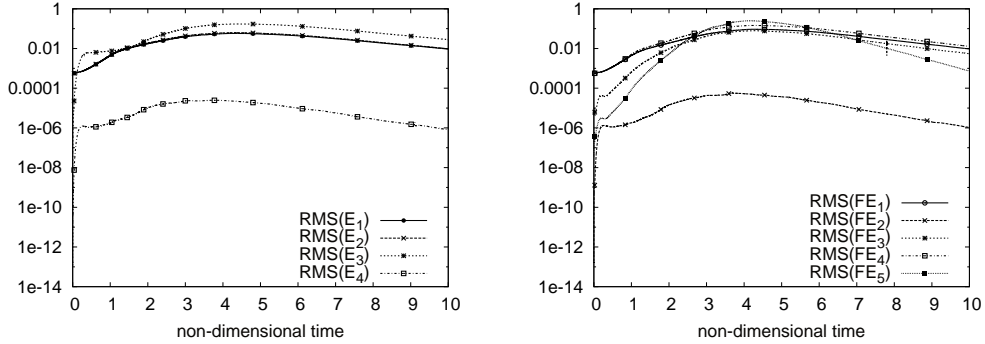 1
0.01
0.0001
1e-06
1e-08
1e-10
1e-12
1e-14
RMS(E1)
RMS(E2)
RMS(E3)
RMS(E4)
0 1 2 3 4 5 6 7 8 9 10
non-dimensional time
1
0.01
0.0001
1e-06
1e-08
1e-10
1e-12
1e-14
RMS(FE1)
RMS(FE2)
RMS(FE3)
RMS(FE4)
RMS(FE5)
0 1 2 3 4 5 6 7 8 9 10
non-dimensional time